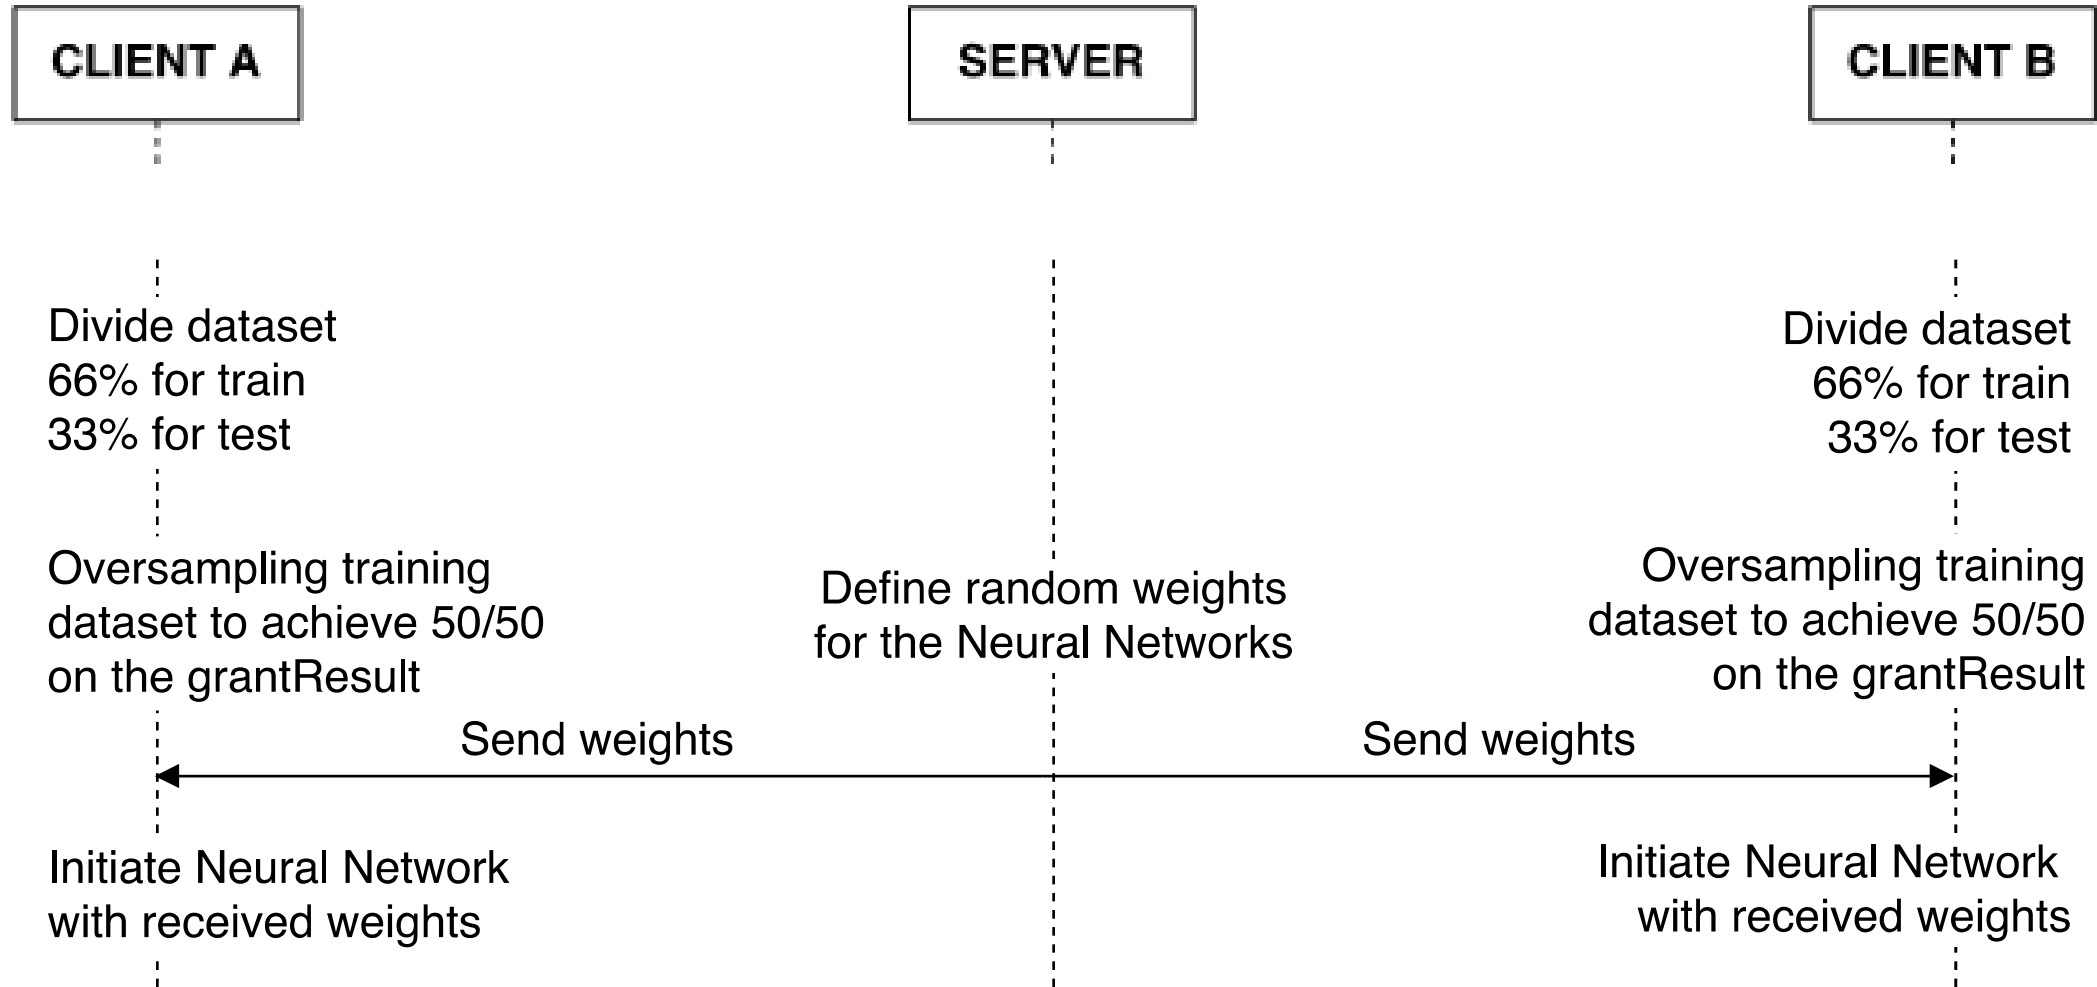 CLIENT A
SERVER
CLIENT B
Divide dataset
66% for train
33% for test
Divide dataset
66% for train
33% for test
Oversampling training
dataset to achieve 50/50
on the grantResult
Define random weights
for the Neural Networks
Oversampling training
dataset to achieve 50/50
on the grantResult
Send weights
Send weights
Initiate Neural Network
with received weights
Initiate Neural Network
with received weights